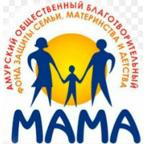 АМУРСКИЙ ОБЩЕСТВЕННЫЙ БЛАГОТВОРИТЕЛЬНЫЙ
ФОНД ЗАЩИТЫ СЕМЬИ, МАТЕРИНСТВА И ДЕТСТВА
МАМА